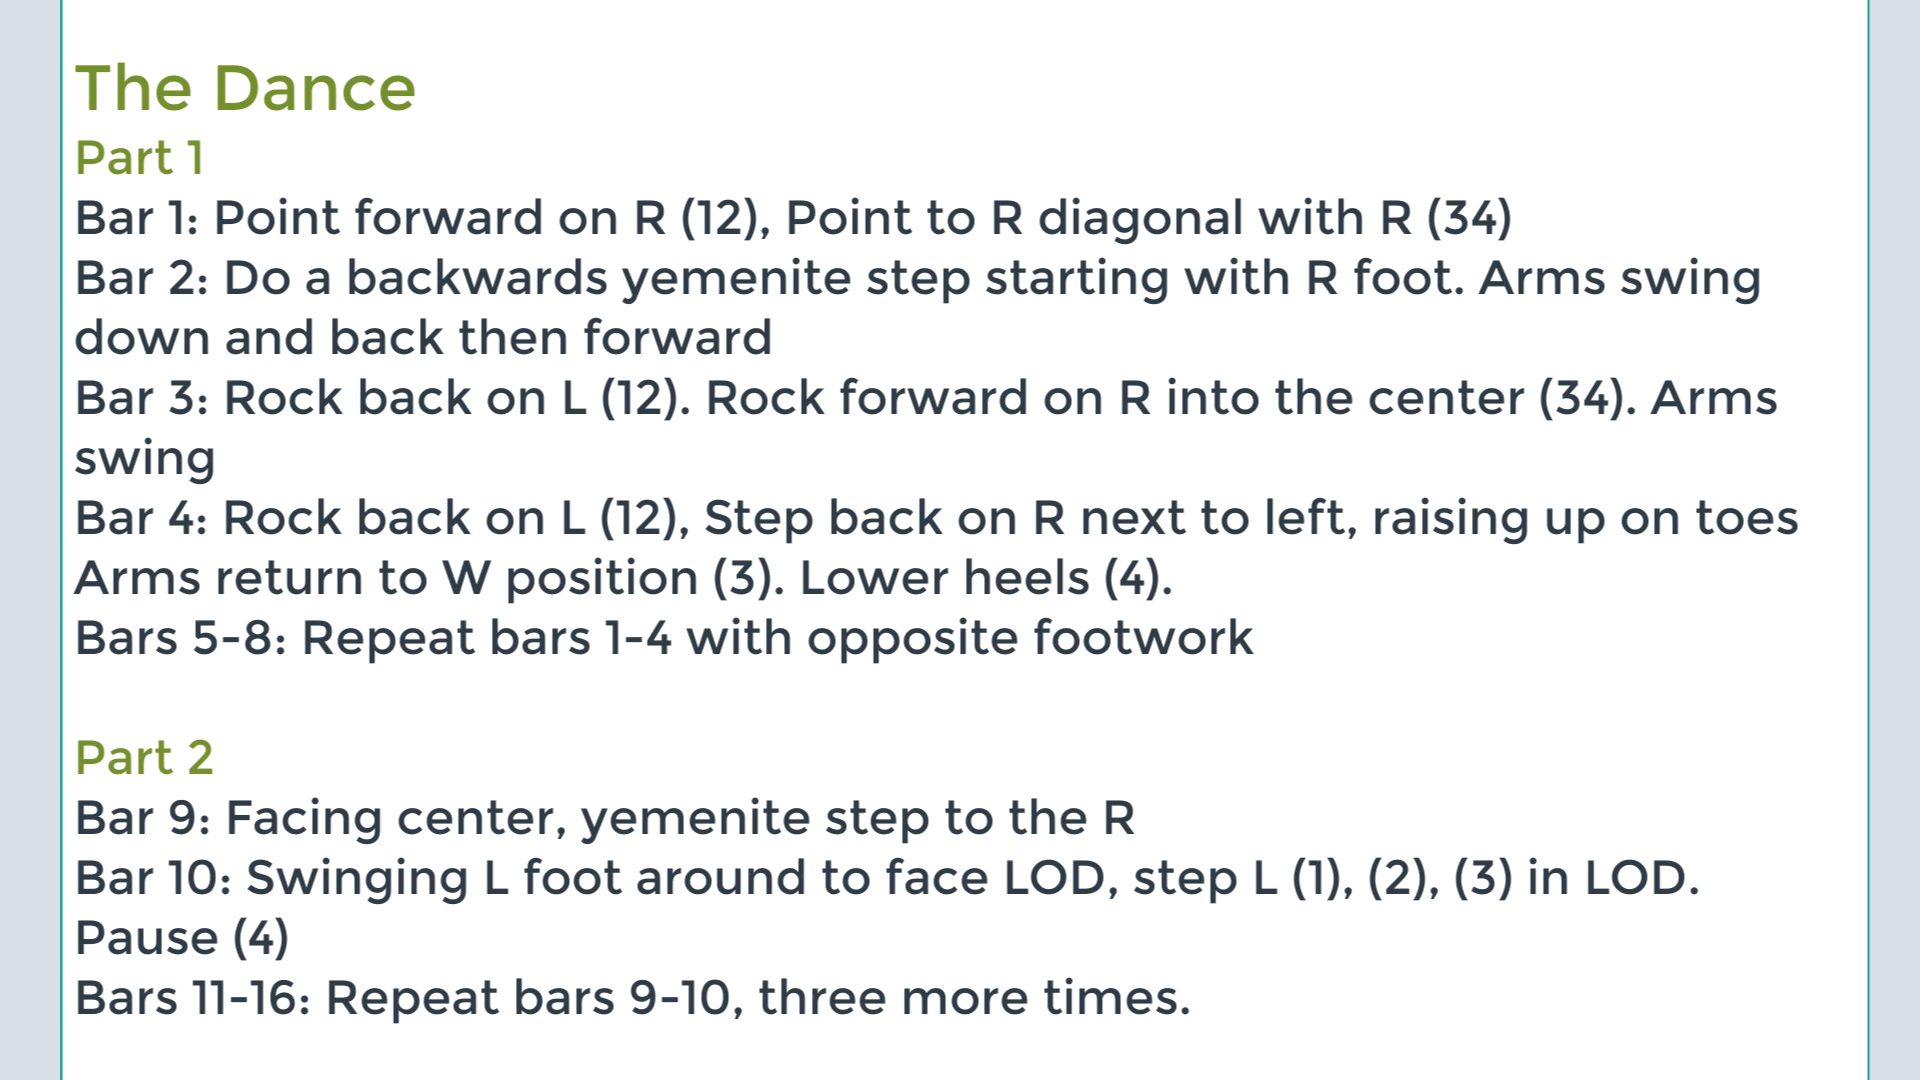 The Dance
Part 1
Bar 1: Point forward on R (12), Point to R diagonal with R (34)
Bar 2: Do a backwards yemenite step starting with R foot. Arms swing
down and back then forward
Bar 3: Rock back on L (12). Rock forward on R into the center (34). Arms
swing
Bar 4: Rock back on L (12), Step back on R next to left, raising up on toes
Arms return to W position (3). Lower heels (4).
Bars 5-8: Repeat bars 1-4 with opposite footwork
Part 2
Bar 9: Facing center, yemenite step to the R
Bar 10: Swinging L foot around to face LOD, step L (1), (2), (3) in LOD.
Pause (4)
Bars 11-16: Repeat bars 9-10, three more times.